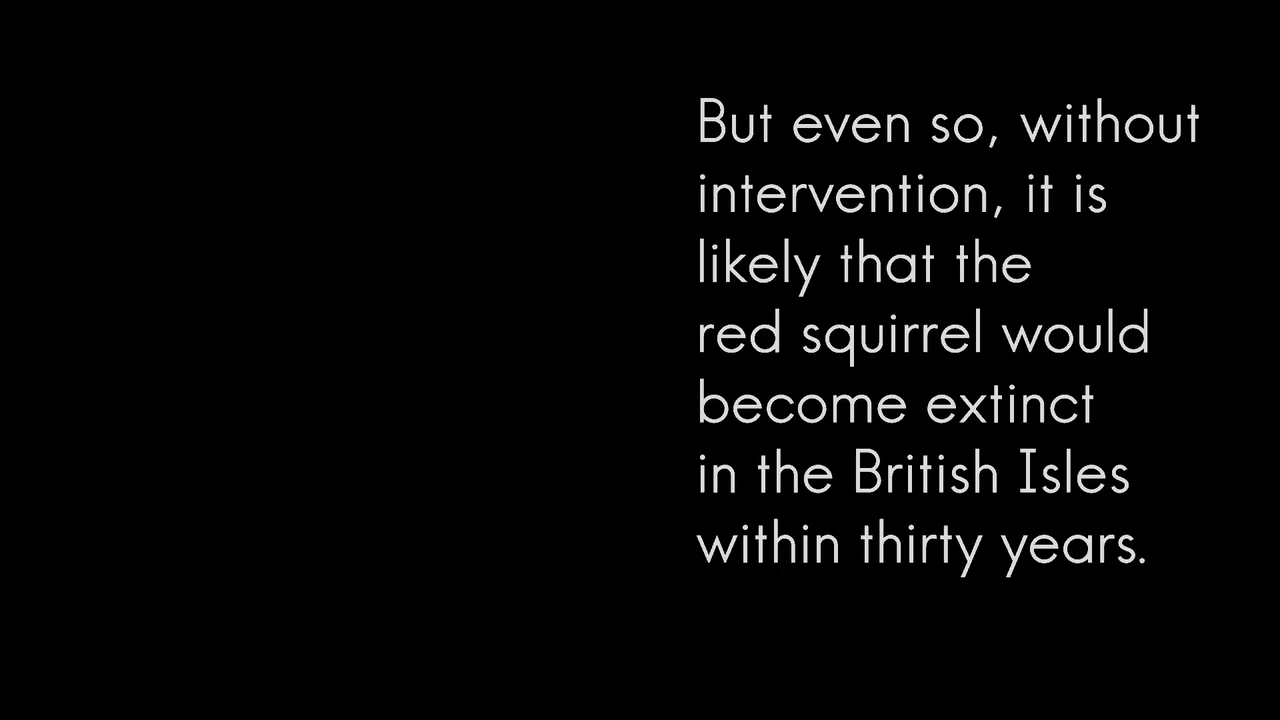 But even so, without
intervention, it is
likely that the
red squirrel would
become extinct
in the British Isles
within thirty years.